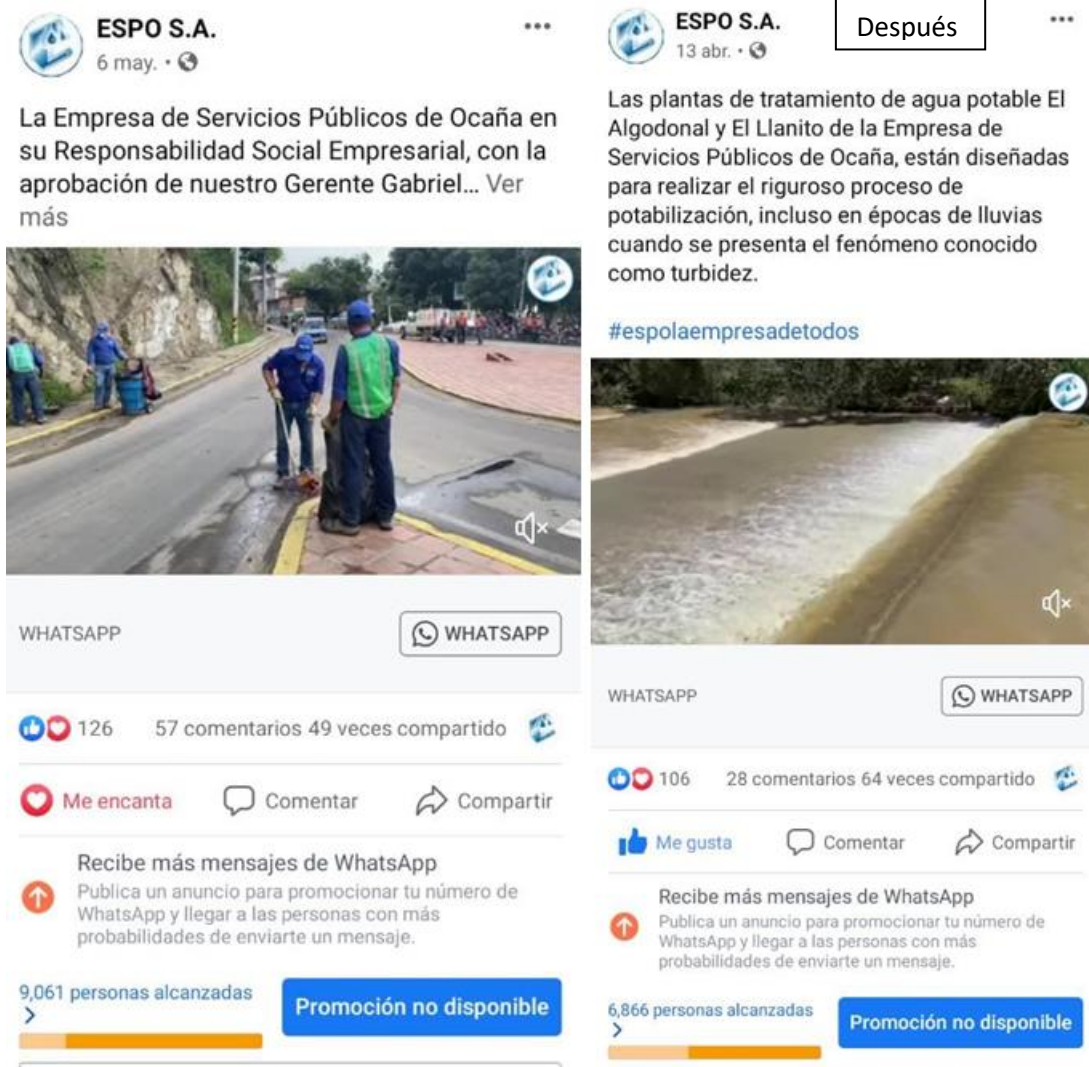 ESPO S.A.
6 may.
La Empresa de Servicios Públicos de Ocaña en
su Responsabilidad Social Empresarial, con la
aprobación de nuestro Gerente Gabriel... Ver
más
WHATSAPP
WHATSAPP
126 57 comentarios 49 veces compartido
Me encanta Comentar Compartir
Recibe más mensajes de WhatsApp
Publica un anuncio para promocionar tu número de
WhatsApp y llegar a las personas con más
probabilidades de enviarte un mensaje.
9,061 personas alcanzadas
Promoción no disponible
Después
ESPO S.A.
13 abr.
Las plantas de tratamiento de agua potable El
Algodonal y El Llanito de la Empresa de
Servicios Públicos de Ocaña, están diseñadas
para realizar el riguroso proceso de
potabilización, incluso en épocas de lluvias
cuando se presenta el fenómeno conocido
como turbidez.
#espolaempresadetodos
WHATSAPP
WHATSAPP
106 28 comentarios 64 veces compartido
Me gusta Comentar Compartir
Recibe más mensajes de WhatsApp
Publica un anuncio para promocionar tu número de
WhatsApp y llegar a las personas con más
probabilidades de enviarte un mensaje.
6,866 personas alcanzadas
Promoción no disponible